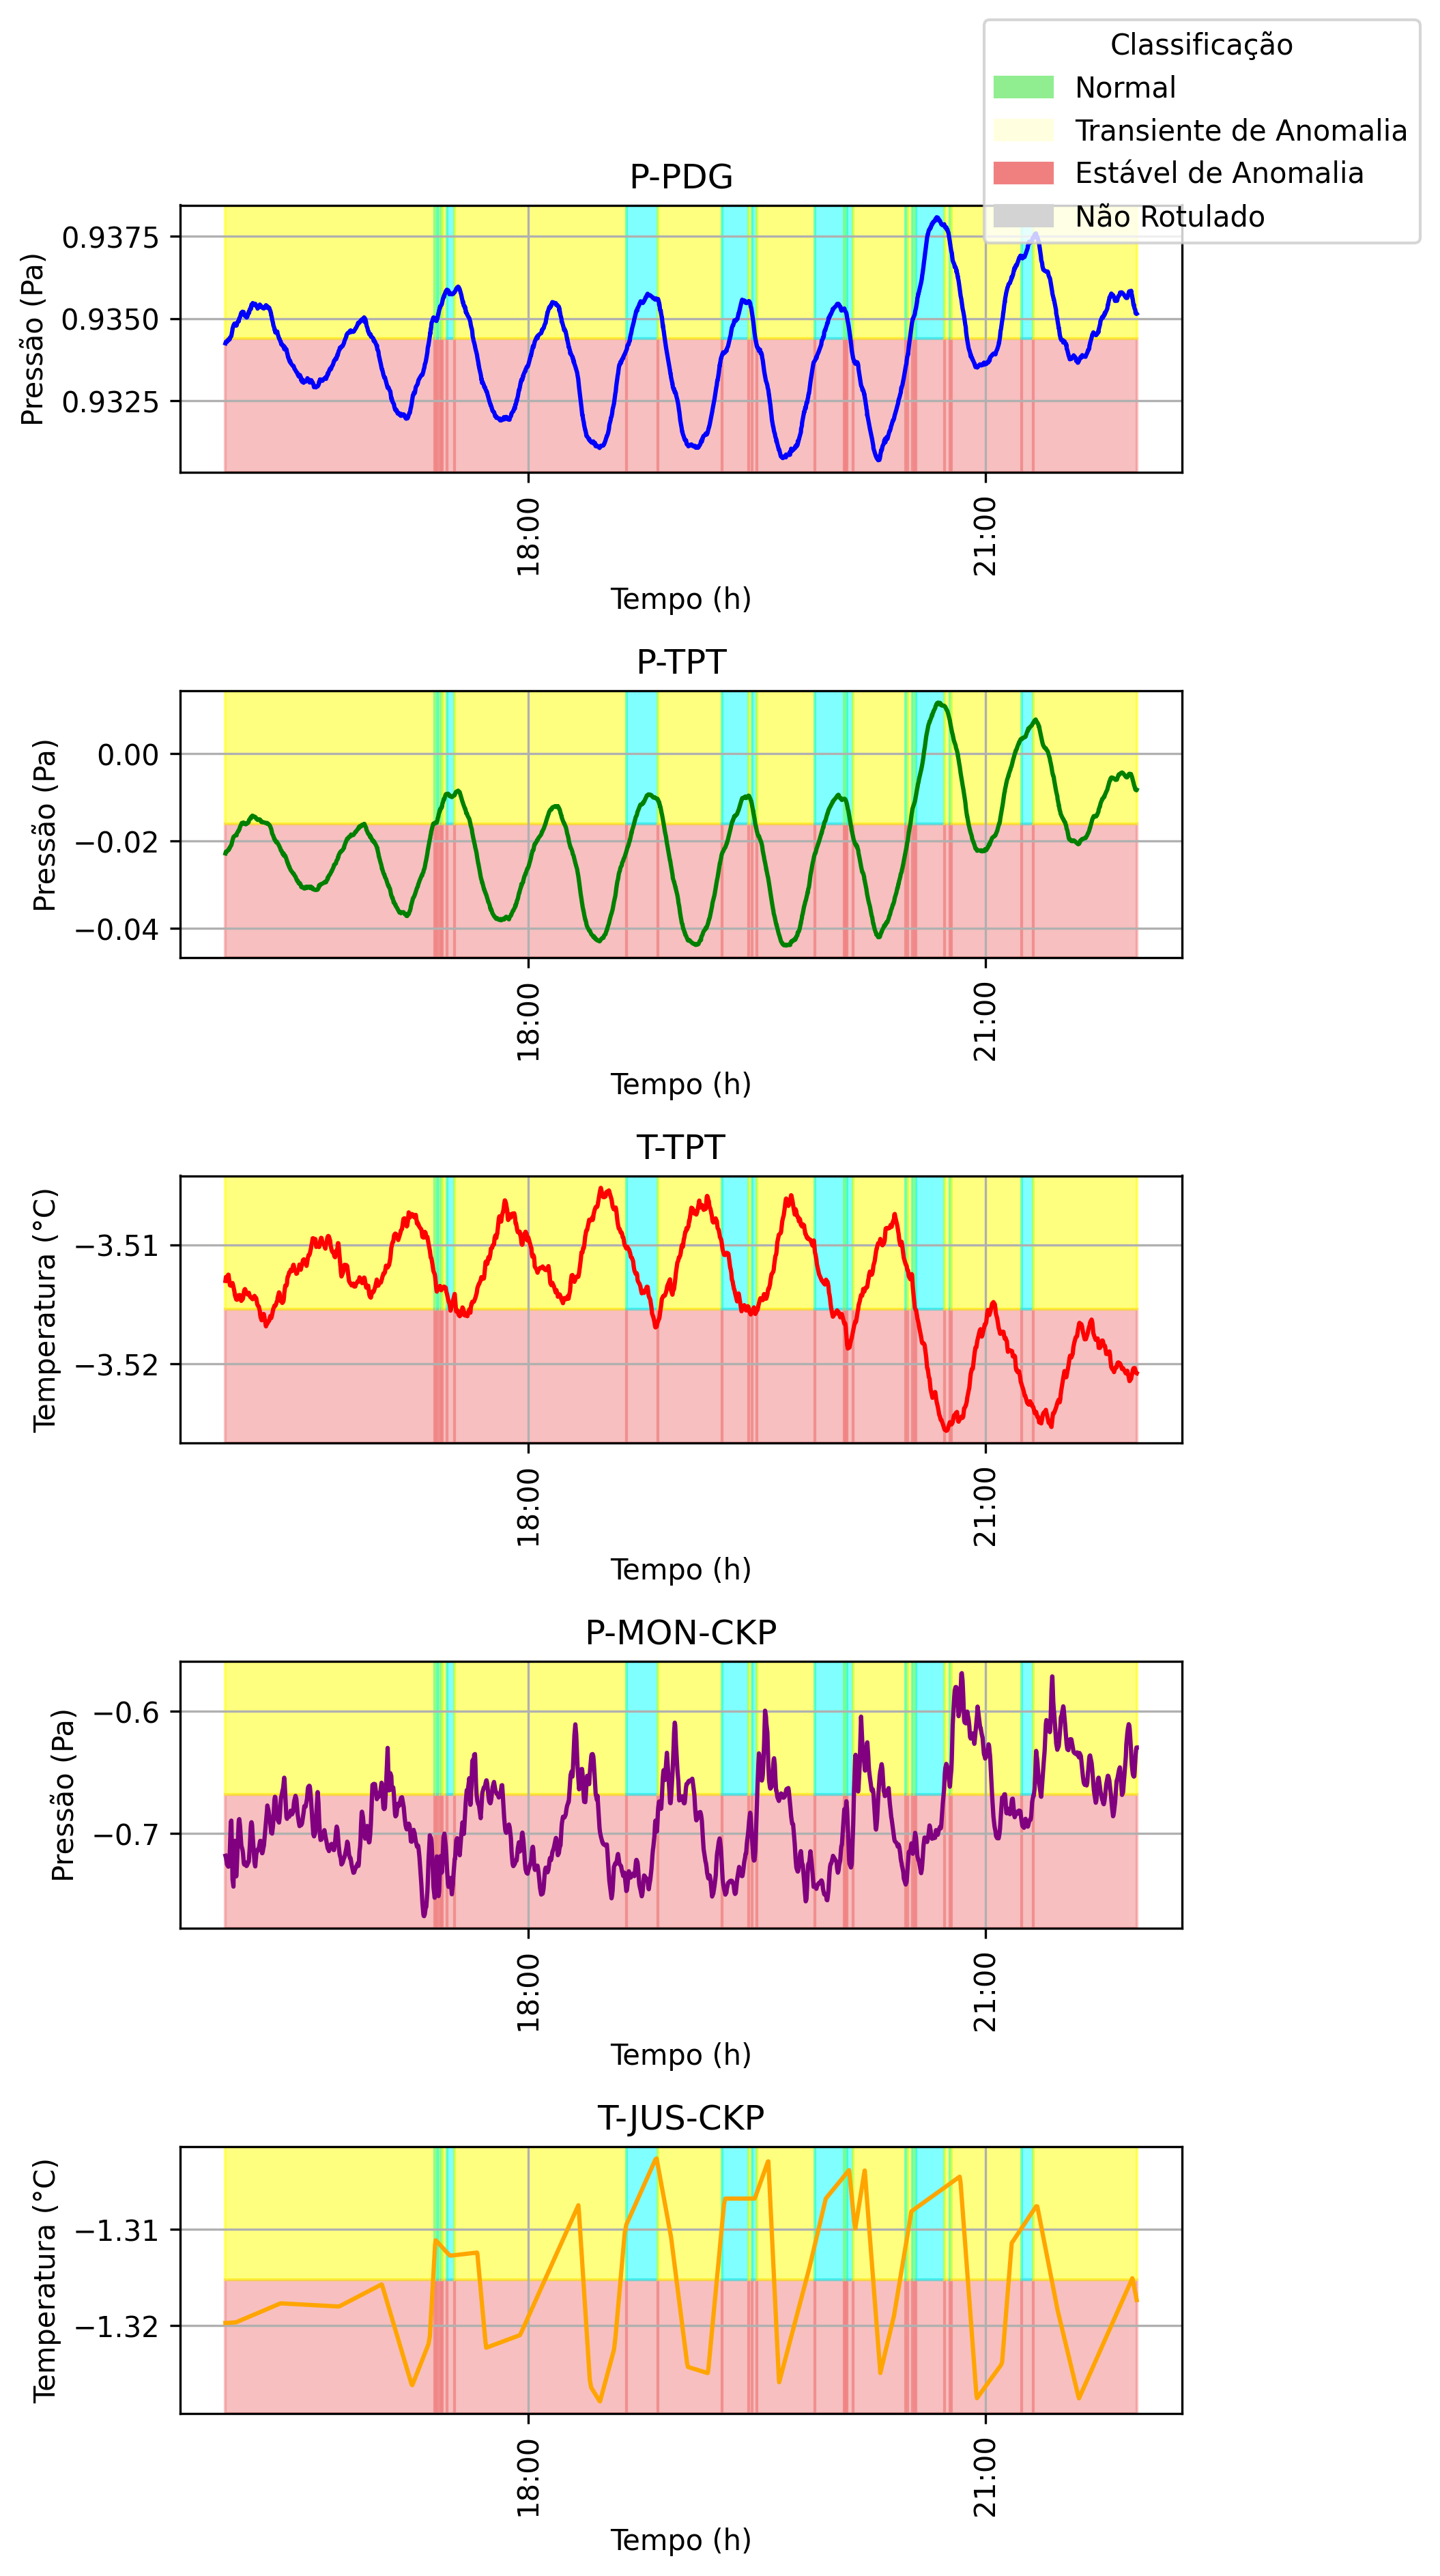 Classificação
Normal
Transiente de Anomalia
Estável de Anomalia
Não Rotulado
P-PDG
Pressão (Pa)
0.9375
0.9350
0.9325
18:00
21:00
Tempo (h)
P-TPT
Pressão (Pa)
0.00
−0.02
−0.04
18:00
21:00
Tempo (h)
T-TPT
Temperatura (°C)
−3.51
−3.52
18:00
21:00
Tempo (h)
P-MON-CKP
Pressão (Pa)
−0.6
−0.7
18:00
21:00
Tempo (h)
T-JUS-CKP
Temperatura (°C)
−1.31
−1.32
18:00
21:00
Tempo (h)